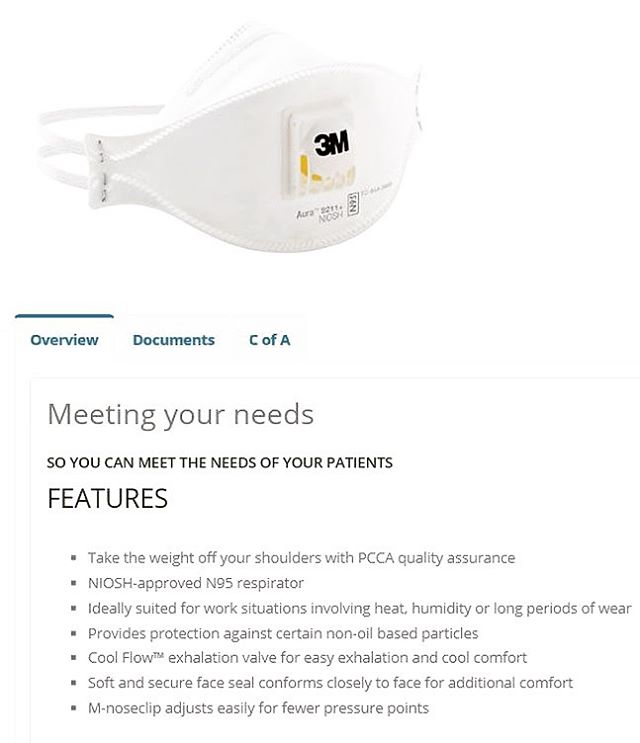 3M
Aura™ 9211+
NIOSH
N95
Overview Documents C of A
Meeting your needs
SO YOU CAN MEET THE NEEDS OF YOUR PATIENTS
FEATURES
▪ Take the weight off your shoulders with PCCA quality assurance
▪ NIOSH-approved N95 respirator
▪ Ideally suited for work situations involving heat, humidity or long periods of wear
▪ Provides protection against certain non-oil based particles
▪ Cool Flow™ exhalation valve for easy exhalation and cool comfort
▪ Soft and secure face seal conforms closely to face for additional comfort
▪ M-noseclip adjusts easily for fewer pressure points